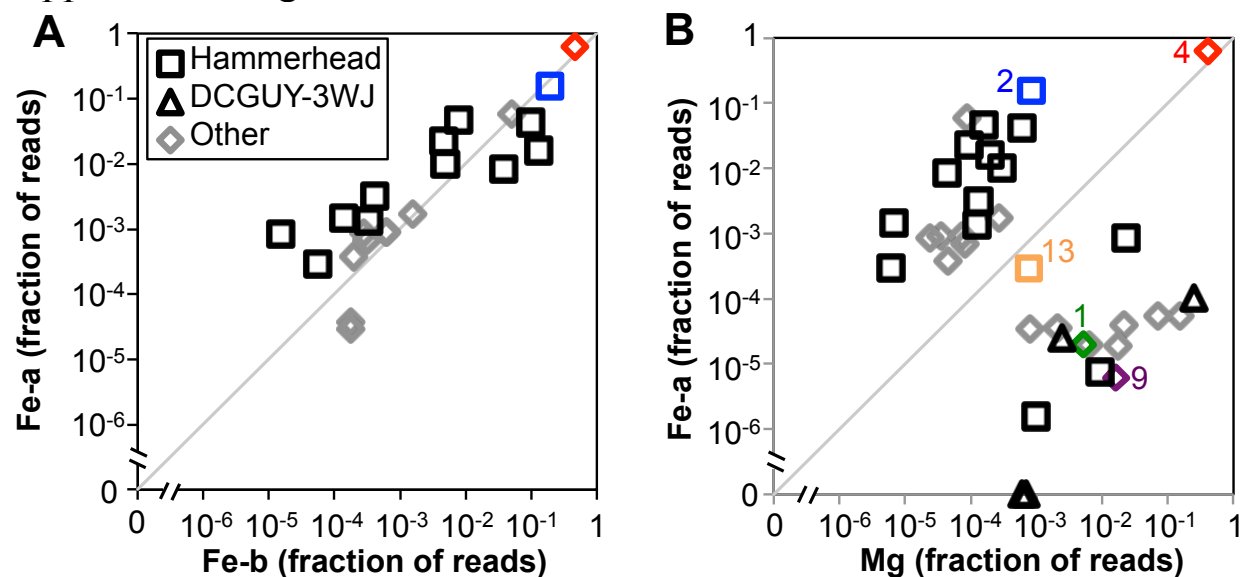 A
Hammerhead
DCGUY-3WJ
Other
Fe-a (fraction of reads)
1
10⁻¹
10⁻²
10⁻³
10⁻⁴
10⁻⁵
10⁻⁶
0
0 10⁻⁶ 10⁻⁵ 10⁻⁴ 10⁻³ 10⁻² 10⁻¹ 1
Fe-b (fraction of reads)
B
Fe-a (fraction of reads)
1
10⁻¹
10⁻²
10⁻³
10⁻⁴
10⁻⁵
10⁻⁶
0
4
2
13
1
9
0 10⁻⁶ 10⁻⁵ 10⁻⁴ 10⁻³ 10⁻² 10⁻¹ 1
Mg (fraction of reads)